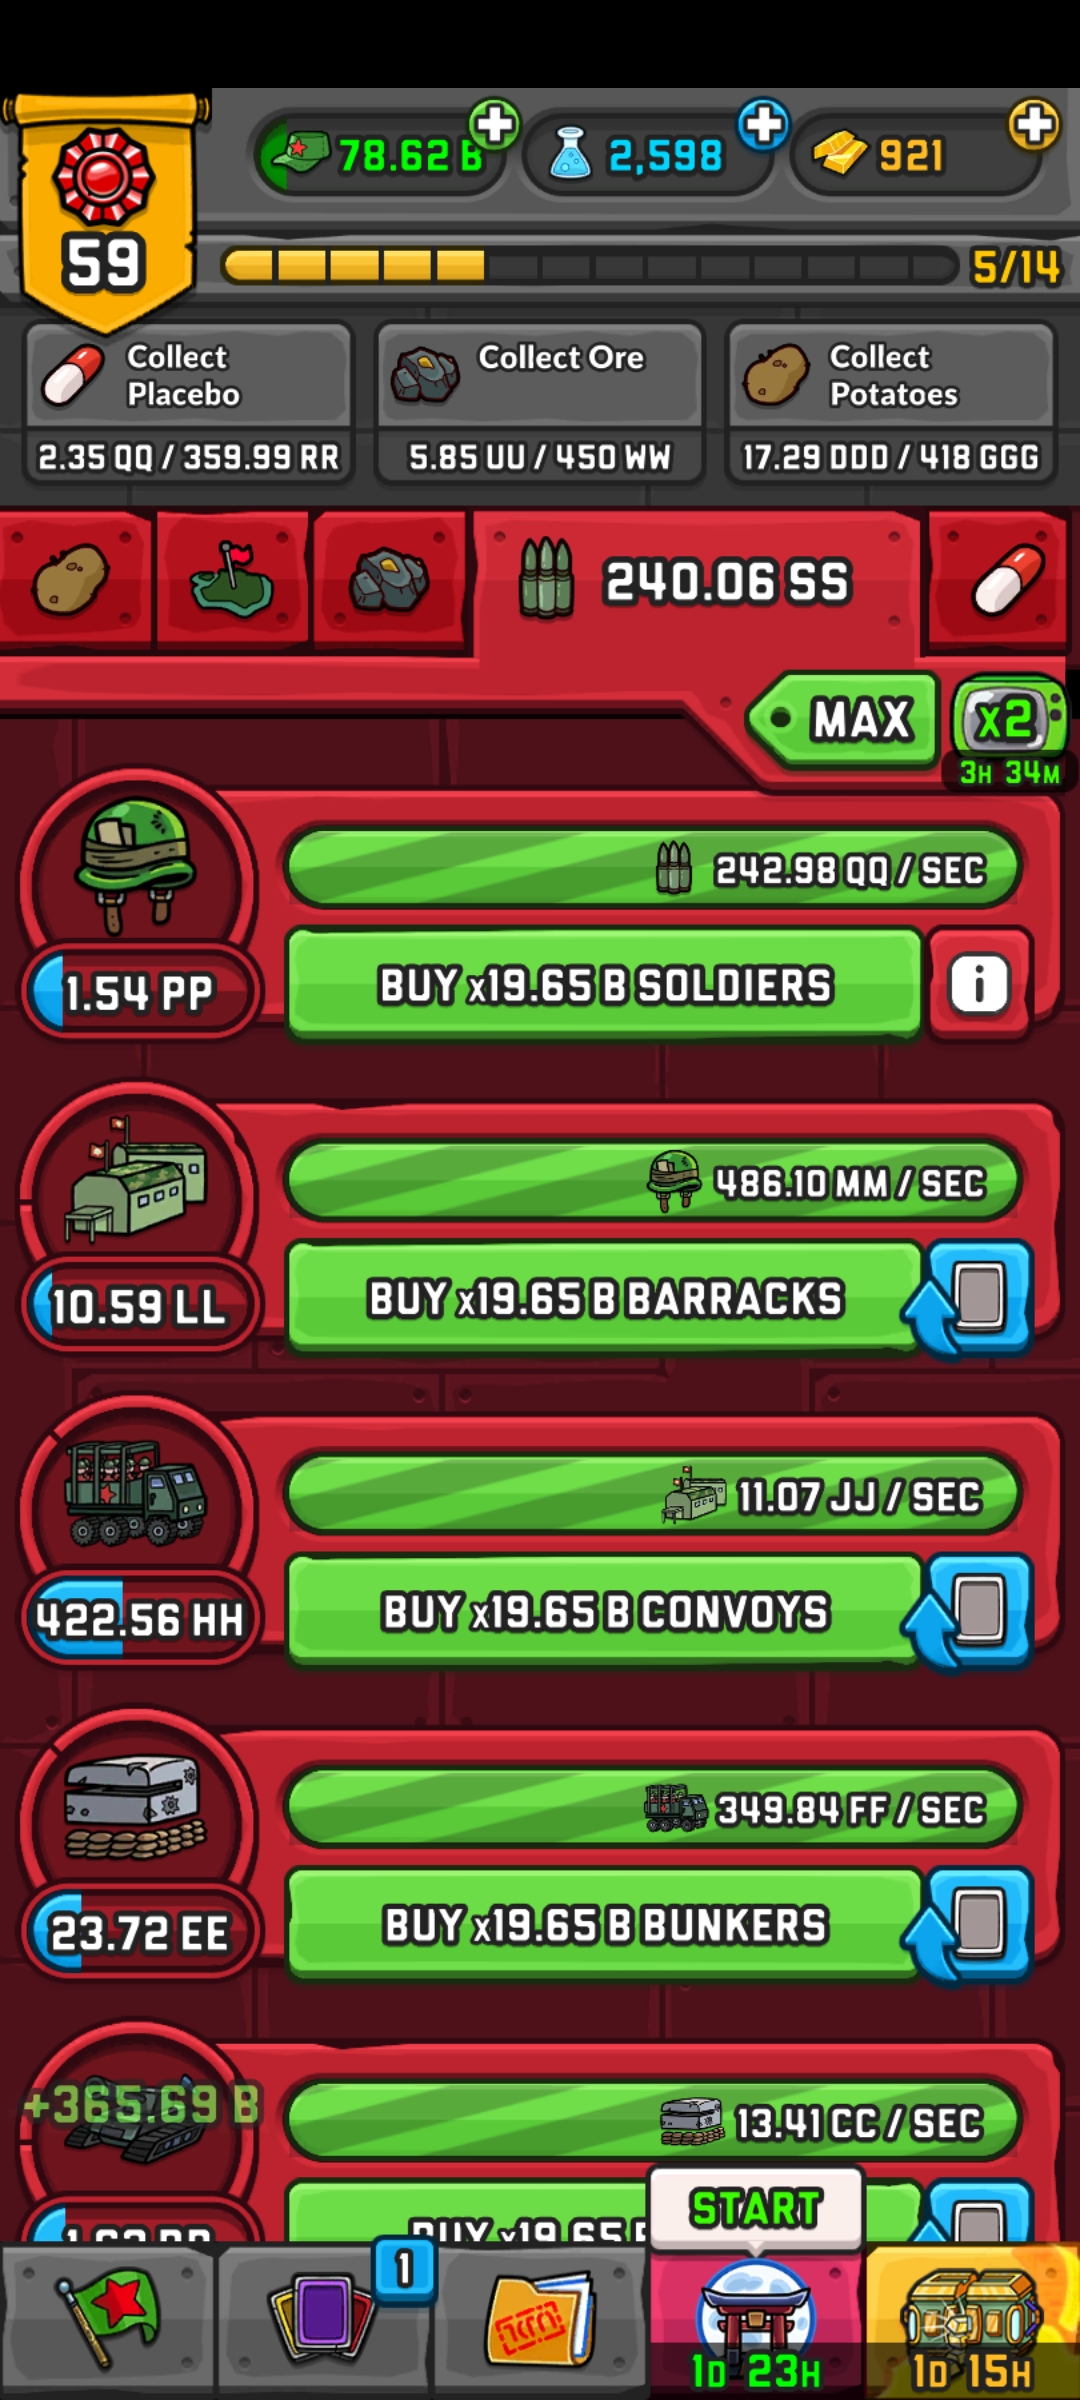 59
78.62 B
2,598
921
5/14
Collect
Placebo
2.35 QQ / 359.99 RR
Collect Ore
5.85 UU / 450 WW
Collect
Potatoes
17.29 DDD / 418 GGG
240.06 SS
MAX
x2
3H 34M
242.98 QQ / SEC
1.54 PP
BUY x19.65 B SOLDIERS
i
486.10 MM / SEC
10.59 LL
BUY x19.65 B BARRACKS
11.07 JJ / SEC
422.56 HH
BUY x19.65 B CONVOYS
349.84 FF / SEC
23.72 EE
BUY x19.65 B BUNKERS
+365.69 B
13.41 CC / SEC
BUY x19.65
START
1
1D 23H
1D 15H